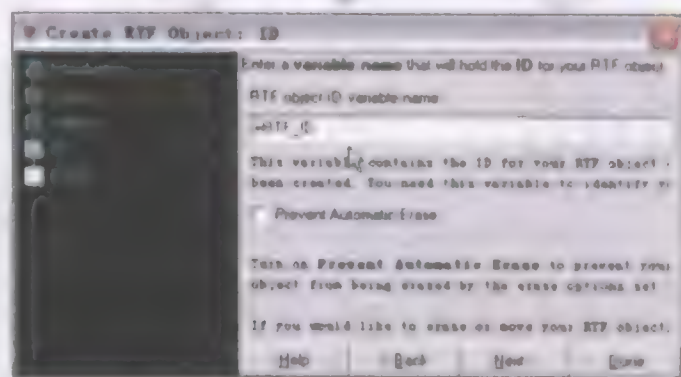 Create RTF Object: ID
Enter a variable name that will hold the ID for your RTF object
RTF object ID variable name
RTF_ID
This variable contains the ID for your RTF object
been created. You need this variable to identify
Prevent Automatic Erase
Turn on Prevent Automatic Erase to prevent your
object from being erased by the erase options set
If you would like to erase or move your RTF object,
Help Back Next Done